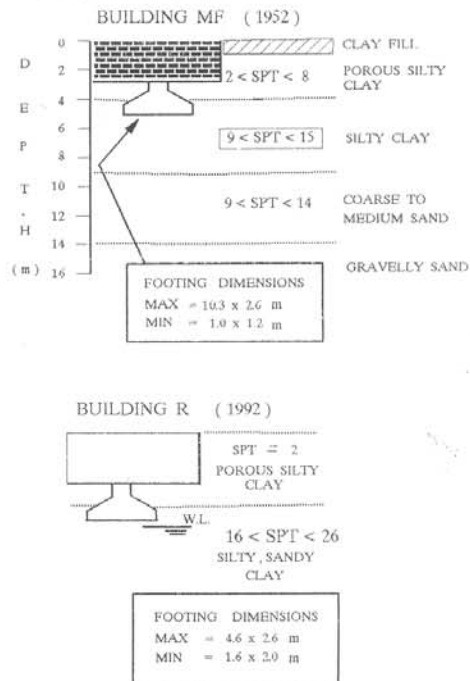 BUILDING MF ( 1952 )
0 CLAY FILL
D 2 2 < SPT < 8 POROUS SILTY
CLAY
E 4
P 6 9 < SPT < 15 SILTY CLAY
8
T 10
. 12 9 < SPT < 14 COARSE TO
MEDIUM SAND
H 14
(m) 16 GRAVELLY SAND
FOOTING DIMENSIONS
MAX = 10.3 x 2.6 m
MIN = 1.0 x 1.2 m
BUILDING R ( 1992 )
SPT = 2
POROUS SILTY
CLAY
W.L.
16 < SPT < 26
SILTY, SANDY
CLAY
FOOTING DIMENSIONS
MAX = 4.6 x 2.6 m
MIN = 1.6 x 2.0 m